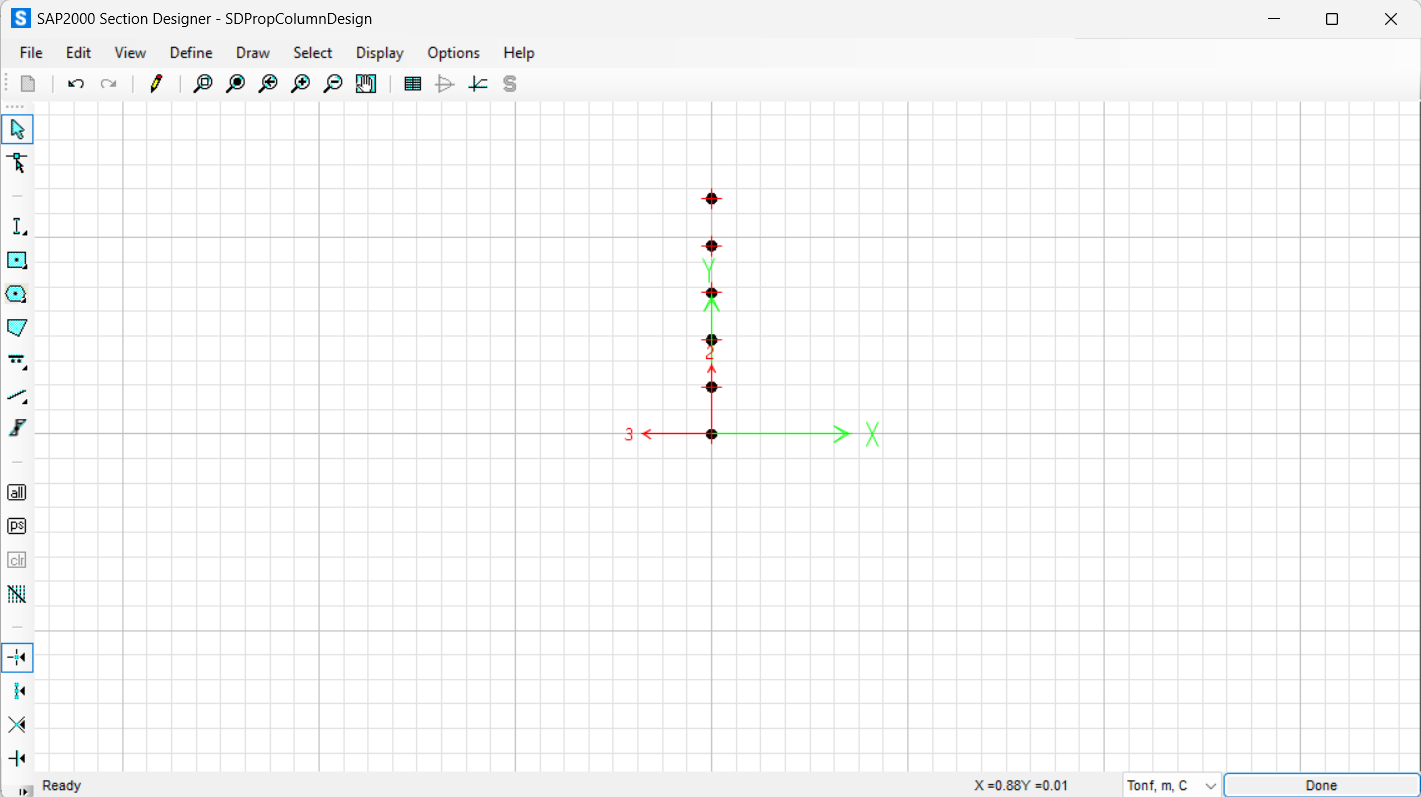 SAP2000 Section Designer - SDPropColumnDesign
File Edit View Define Draw Select Display Options Help
S
Y
2
3
X
all
ps
clr
Ready
X =0.88Y =0.01
Tonf, m, C
Done